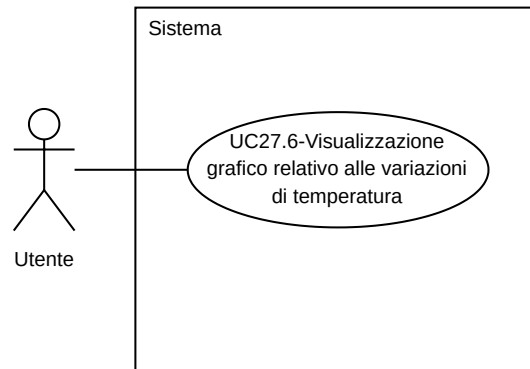 Sistema
UC27.6-Visualizzazione
grafico relativo alle variazioni
di temperatura
Utente